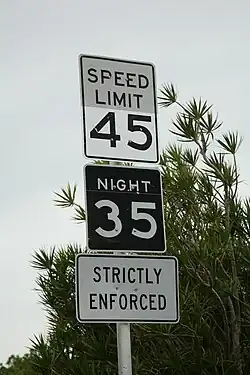 SPEED
LIMIT
45
NIGHT
35
STRICTLY
ENFORCED